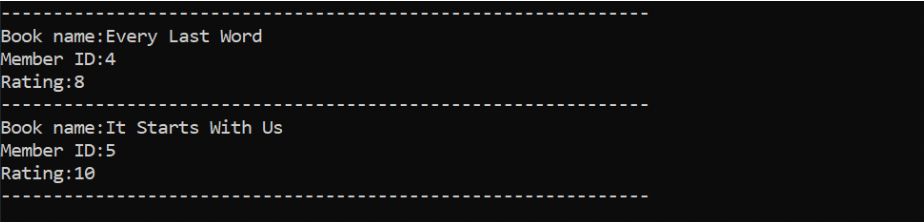 --------------------------------------------------------------
Book name:Every Last Word
Member ID:4
Rating:8
--------------------------------------------------------------
Book name:It Starts With Us
Member ID:5
Rating:10
--------------------------------------------------------------